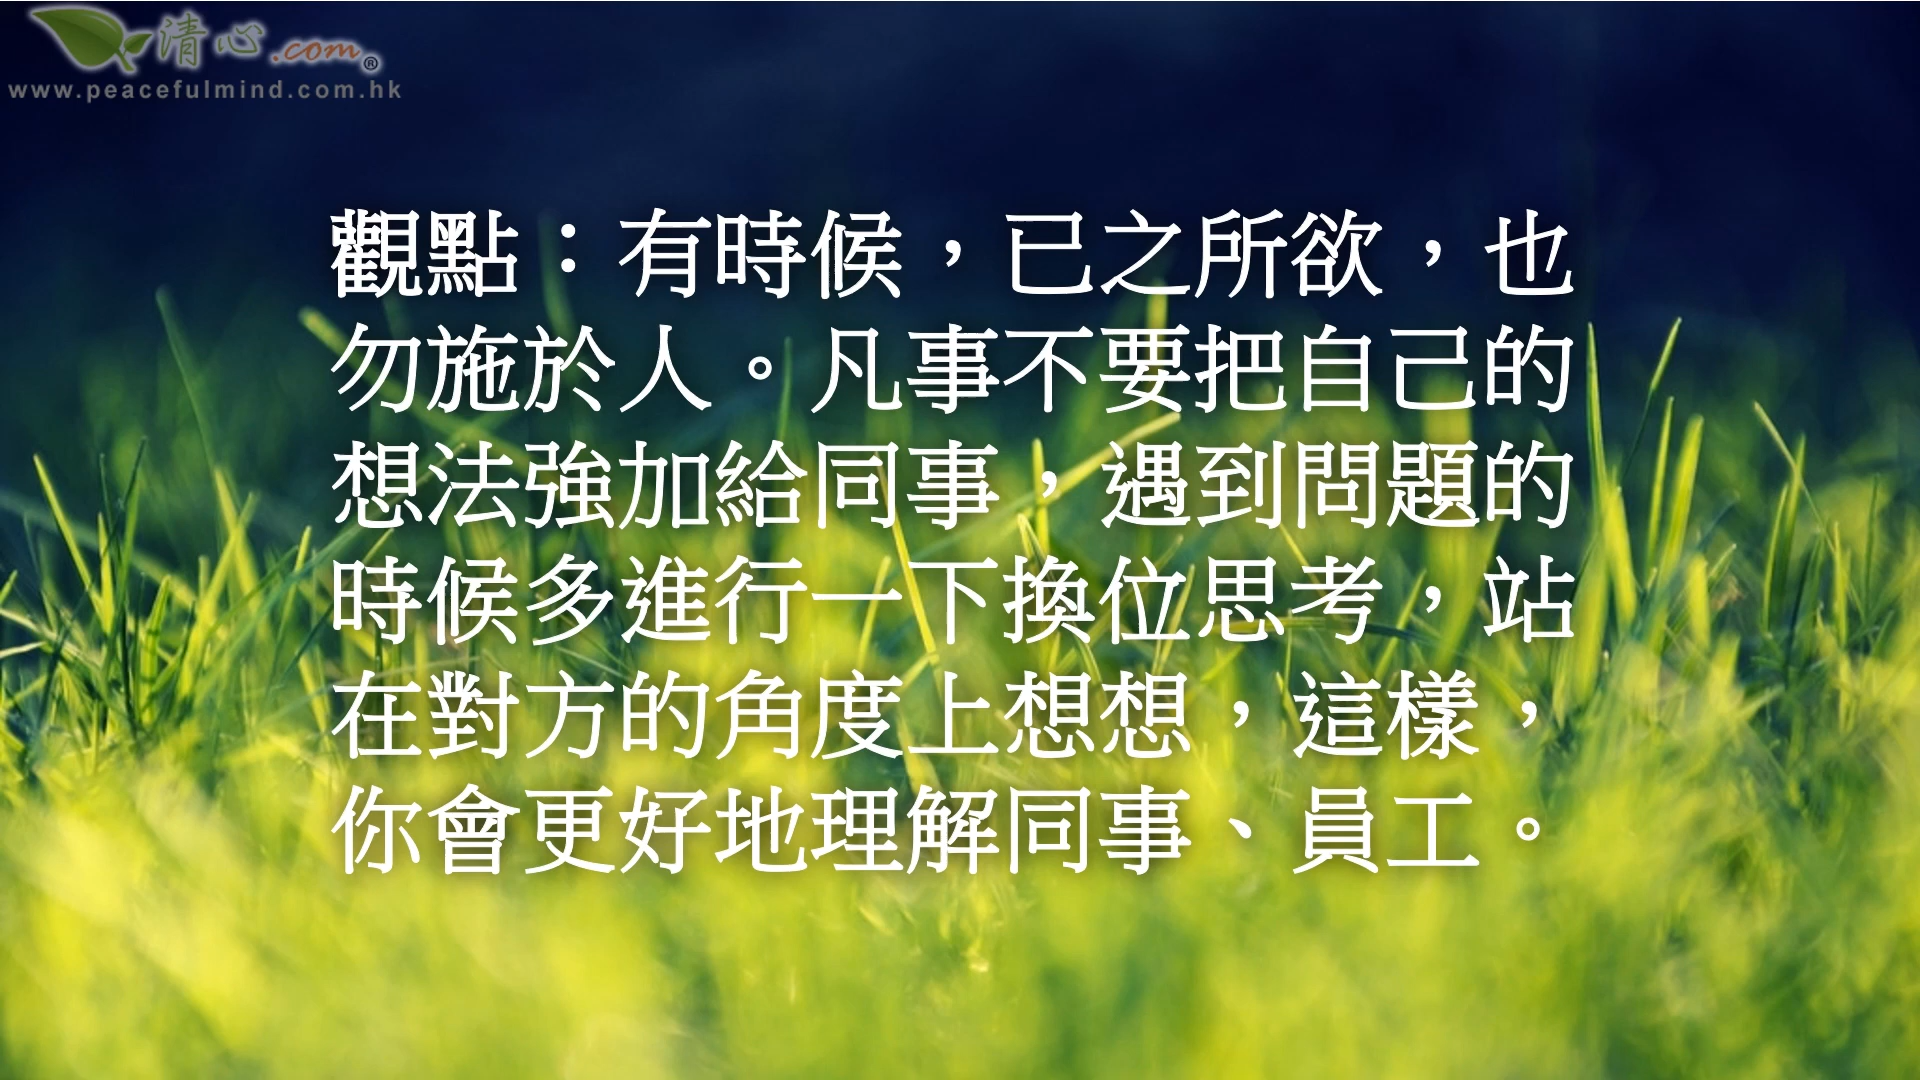 清心.com®
www.peacefulmind.com.hk
觀點：有時候，已之所欲，也
勿施於人。凡事不要把自己的
想法強加給同事，遇到問題的
時候多進行一下換位思考，站
在對方的角度上想想，這樣，
你會更好地理解同事、員工。